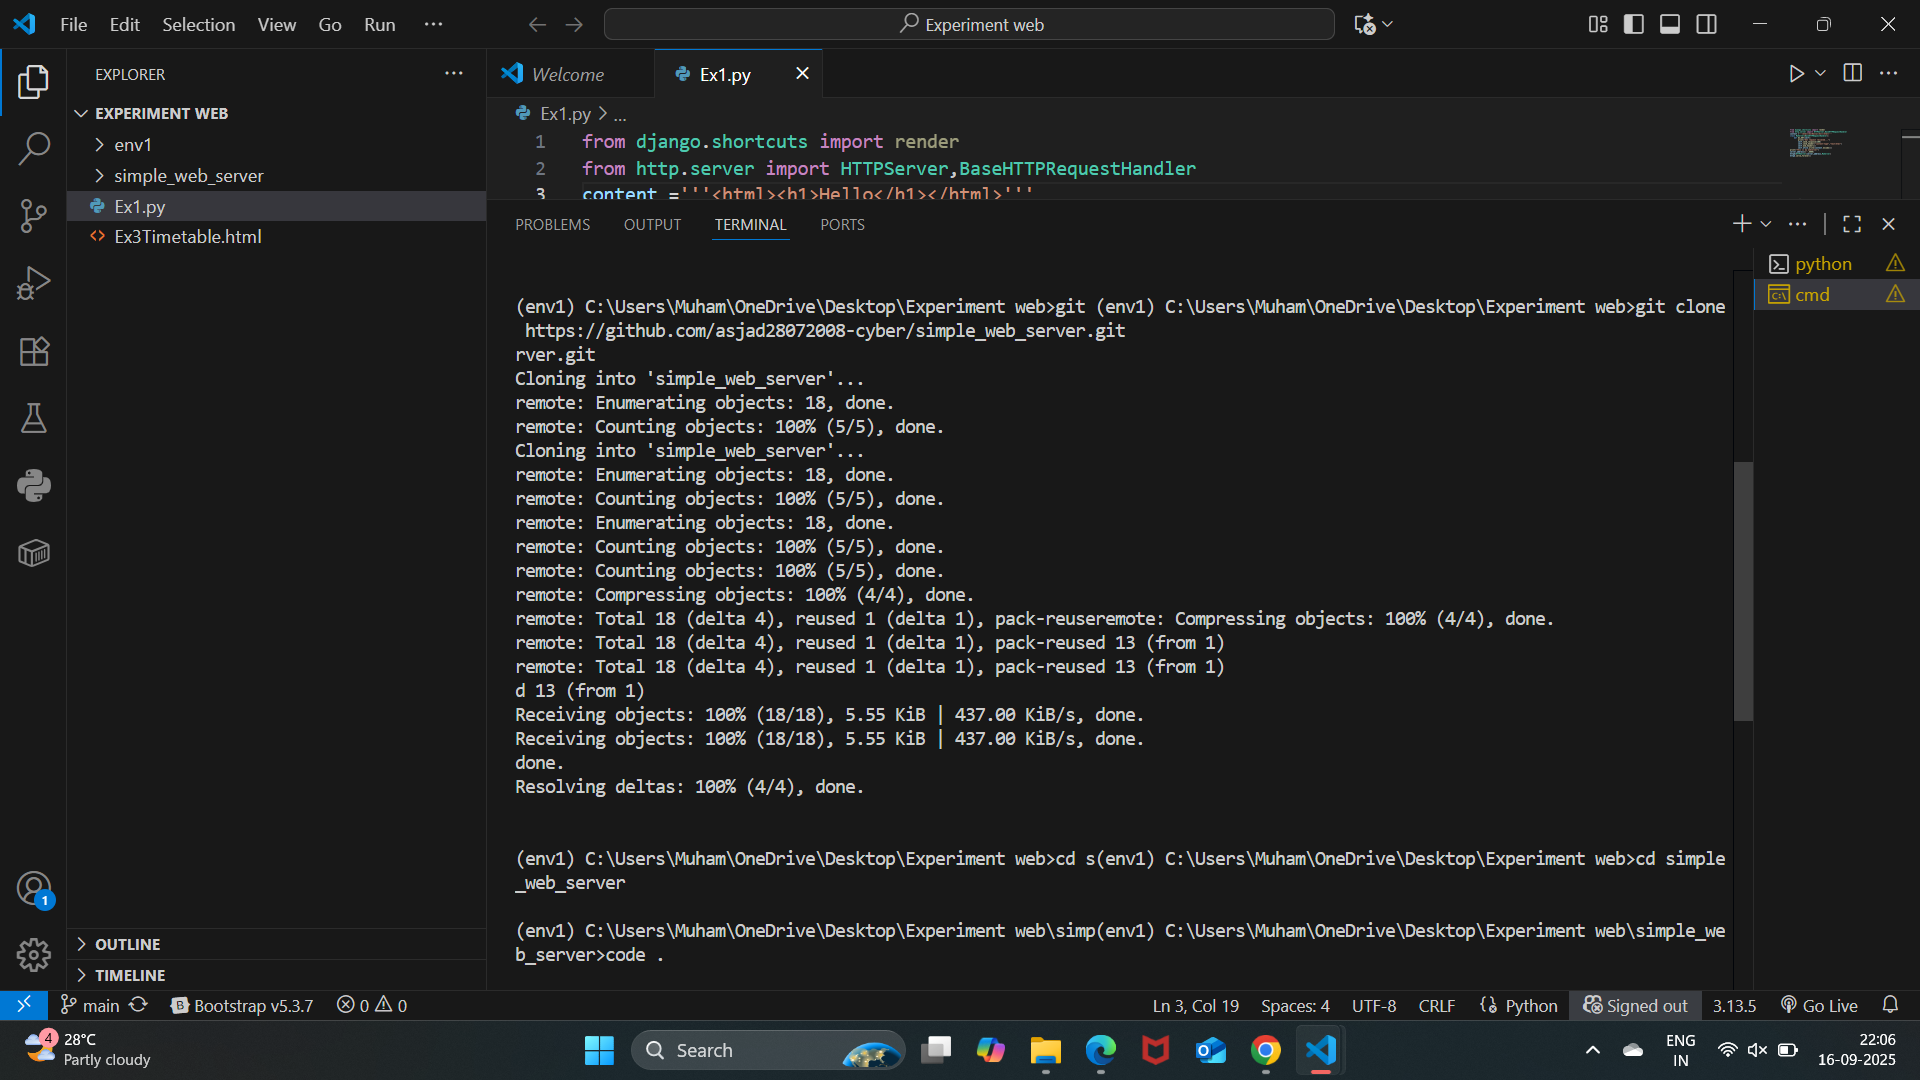 File Edit Selection View Go Run ···
Experiment web
EXPLORER
EXPERIMENT WEB
env1
simple_web_server
Ex1.py
Ex3Timetable.html
OUTLINE
TIMELINE
Welcome
Ex1.py
Ex1.py > ...
1 from django.shortcuts import render
2 from http.server import HTTPServer,BaseHTTPRequestHandler
3 content ='''<html><h1>Hello</h1></html>'''
PROBLEMS OUTPUT TERMINAL PORTS
python
cmd
(env1) C:\Users\Muham\OneDrive\Desktop\Experiment web>git (env1) C:\Users\Muham\OneDrive\Desktop\Experiment web>git clone
https://github.com/asjad28072008-cyber/simple_web_server.git
rver.git
Cloning into 'simple_web_server'...
remote: Enumerating objects: 18, done.
remote: Counting objects: 100% (5/5), done.
Cloning into 'simple_web_server'...
remote: Enumerating objects: 18, done.
remote: Counting objects: 100% (5/5), done.
remote: Enumerating objects: 18, done.
remote: Counting objects: 100% (5/5), done.
remote: Counting objects: 100% (5/5), done.
remote: Compressing objects: 100% (4/4), done.
remote: Total 18 (delta 4), reused 1 (delta 1), pack-reuseremote: Compressing objects: 100% (4/4), done.
remote: Total 18 (delta 4), reused 1 (delta 1), pack-reused 13 (from 1)
remote: Total 18 (delta 4), reused 1 (delta 1), pack-reused 13 (from 1)
d 13 (from 1)
Receiving objects: 100% (18/18), 5.55 KiB | 437.00 KiB/s, done.
Receiving objects: 100% (18/18), 5.55 KiB | 437.00 KiB/s, done.
done.
Resolving deltas: 100% (4/4), done.
(env1) C:\Users\Muham\OneDrive\Desktop\Experiment web>cd s(env1) C:\Users\Muham\OneDrive\Desktop\Experiment web>cd simple
_web_server
(env1) C:\Users\Muham\OneDrive\Desktop\Experiment web\simp(env1) C:\Users\Muham\OneDrive\Desktop\Experiment web\simple_we
b_server>code .
1
main Bootstrap v5.3.7 0 0 Ln 3, Col 19 Spaces: 4 UTF-8 CRLF Python Signed out 3.13.5 Go Live
4 28°C
Partly cloudy
Search
ENG
IN
22:06
16-09-2025